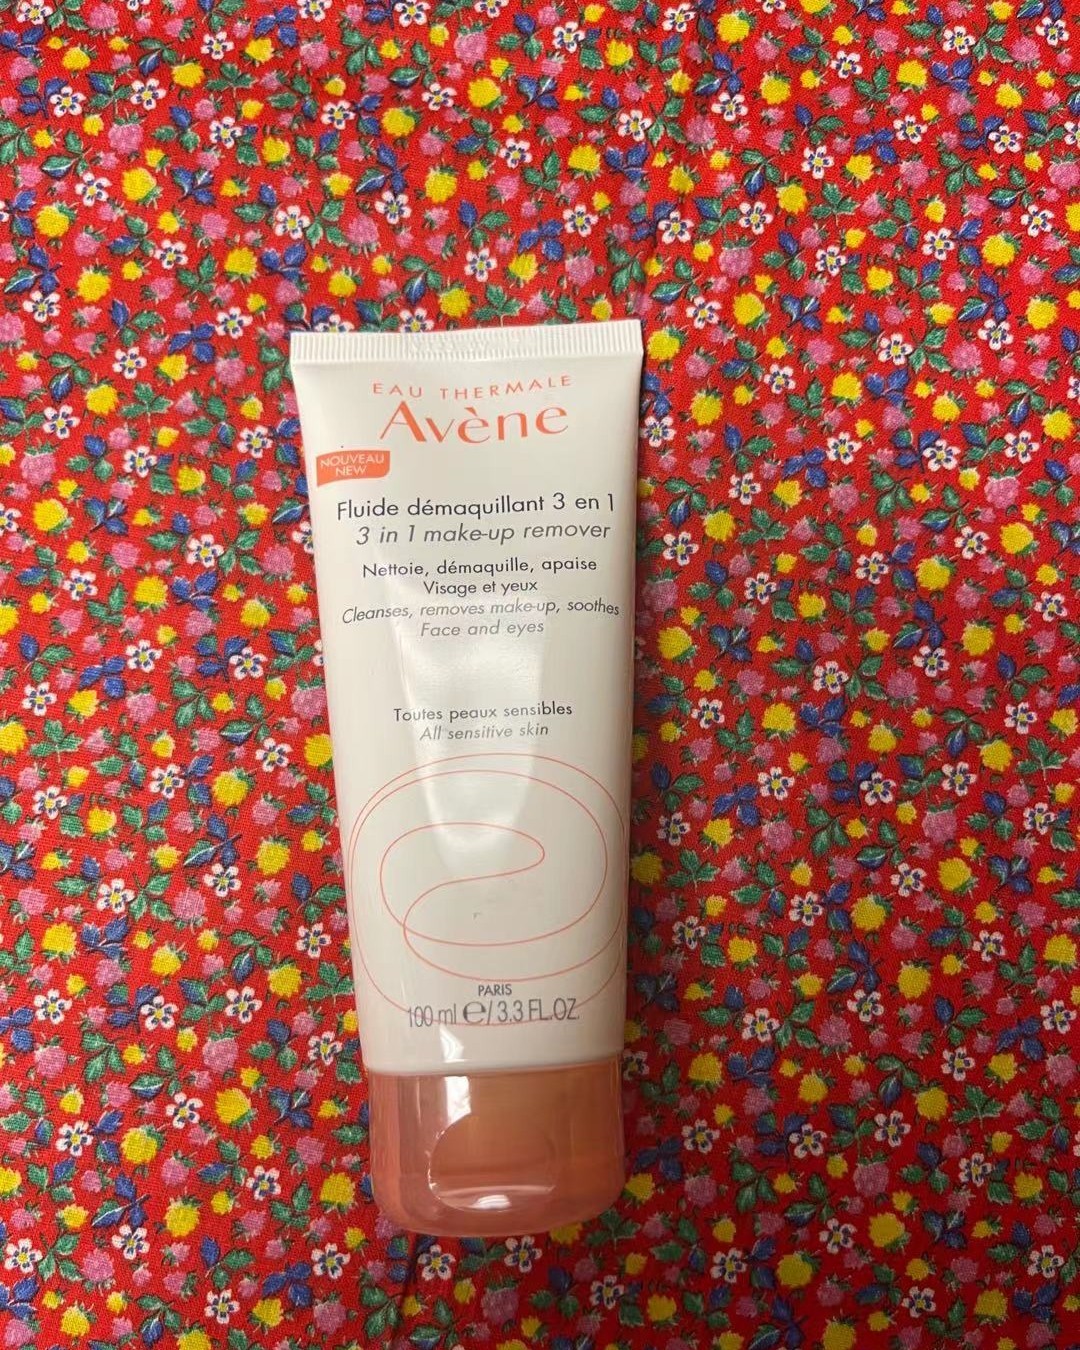 EAU THERMALE
Avène
NOUVEAU
NEW
Fluide démaquillant 3 en 1
3 in 1 make-up remover
Nettoie, démaquille, apaise
Visage et yeux
Cleanses, removes make-up, soothes
Face and eyes
Toutes peaux sensibles
All sensitive skin
PARIS
100 ml ℮/ 3.3 FL.OZ.